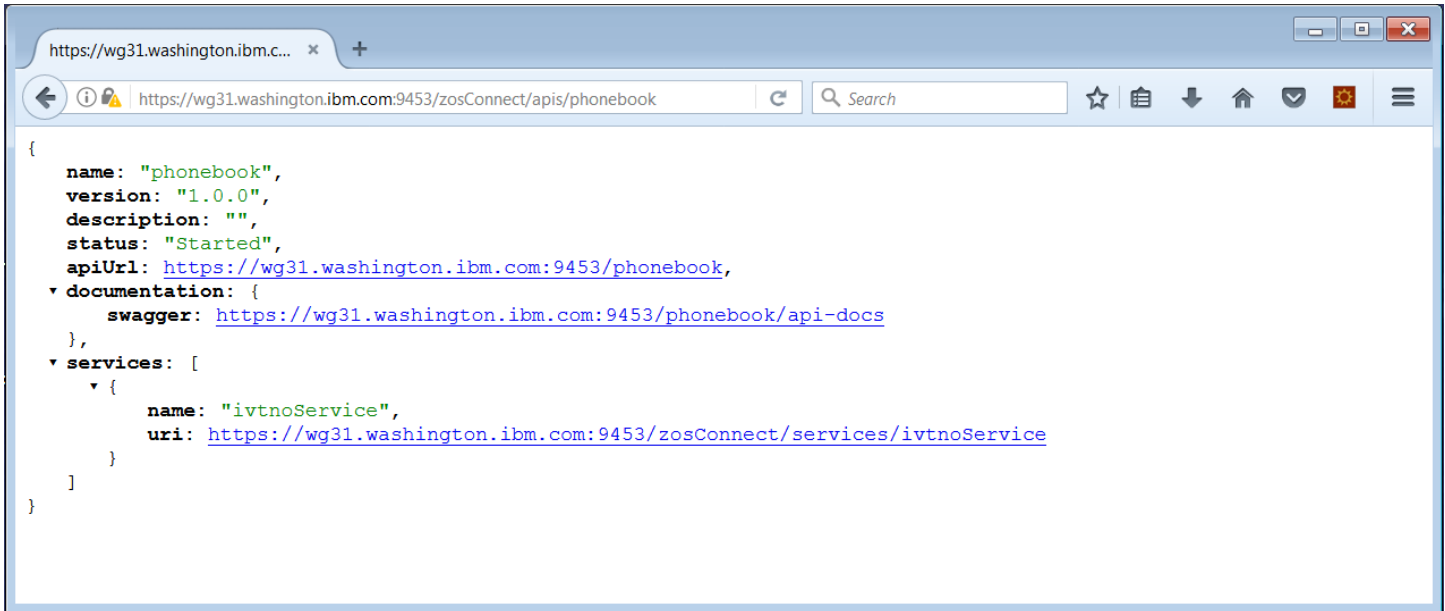 https://wg31.washington.ibm.c...
https://wg31.washington.ibm.com:9453/zosConnect/apis/phonebook
Search
{
name: "phonebook",
version: "1.0.0",
description: "",
status: "Started",
apiUrl: https://wg31.washington.ibm.com:9453/phonebook,
documentation: {
swagger: https://wg31.washington.ibm.com:9453/phonebook/api-docs
},
services: [
{
name: "ivtnoService",
uri: https://wg31.washington.ibm.com:9453/zosConnect/services/ivtnoService
}
]
}